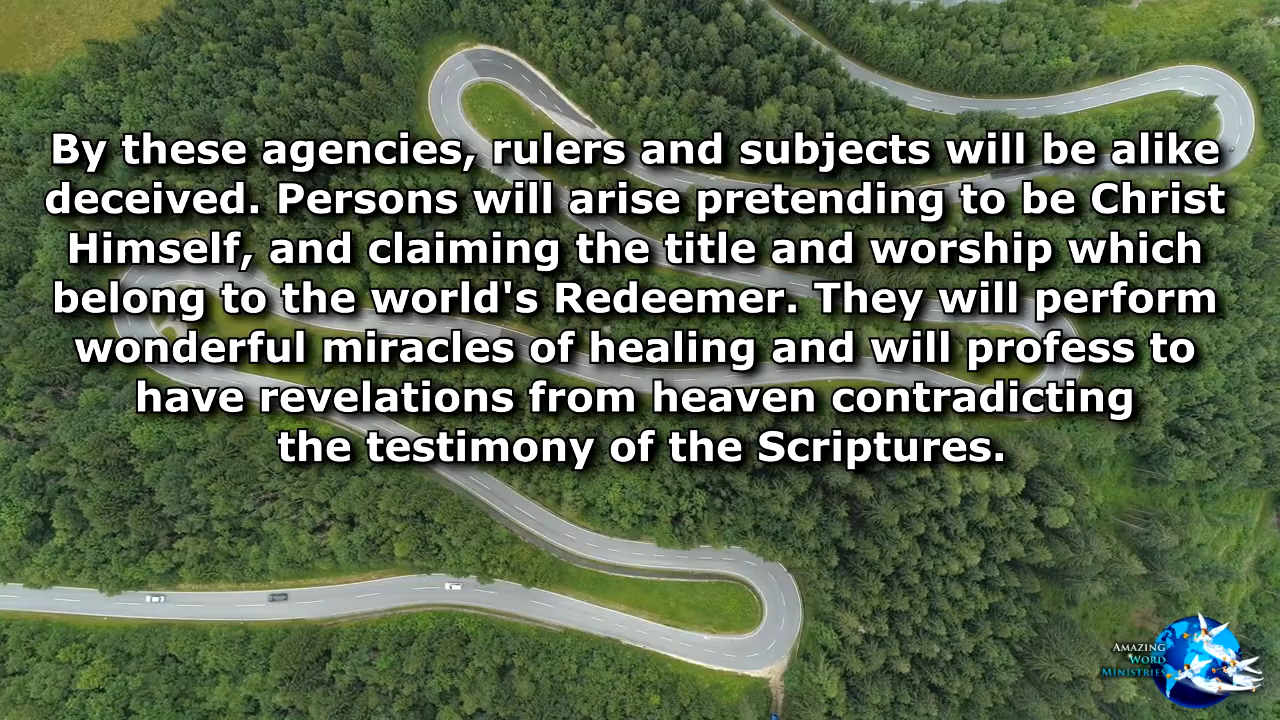 By these agencies, rulers and subjects will be alike
deceived. Persons will arise pretending to be Christ
Himself, and claiming the title and worship which
belong to the world's Redeemer. They will perform
wonderful miracles of healing and will profess to
have revelations from heaven contradicting
the testimony of the Scriptures.
AMAZING
WORD
MINISTRIES